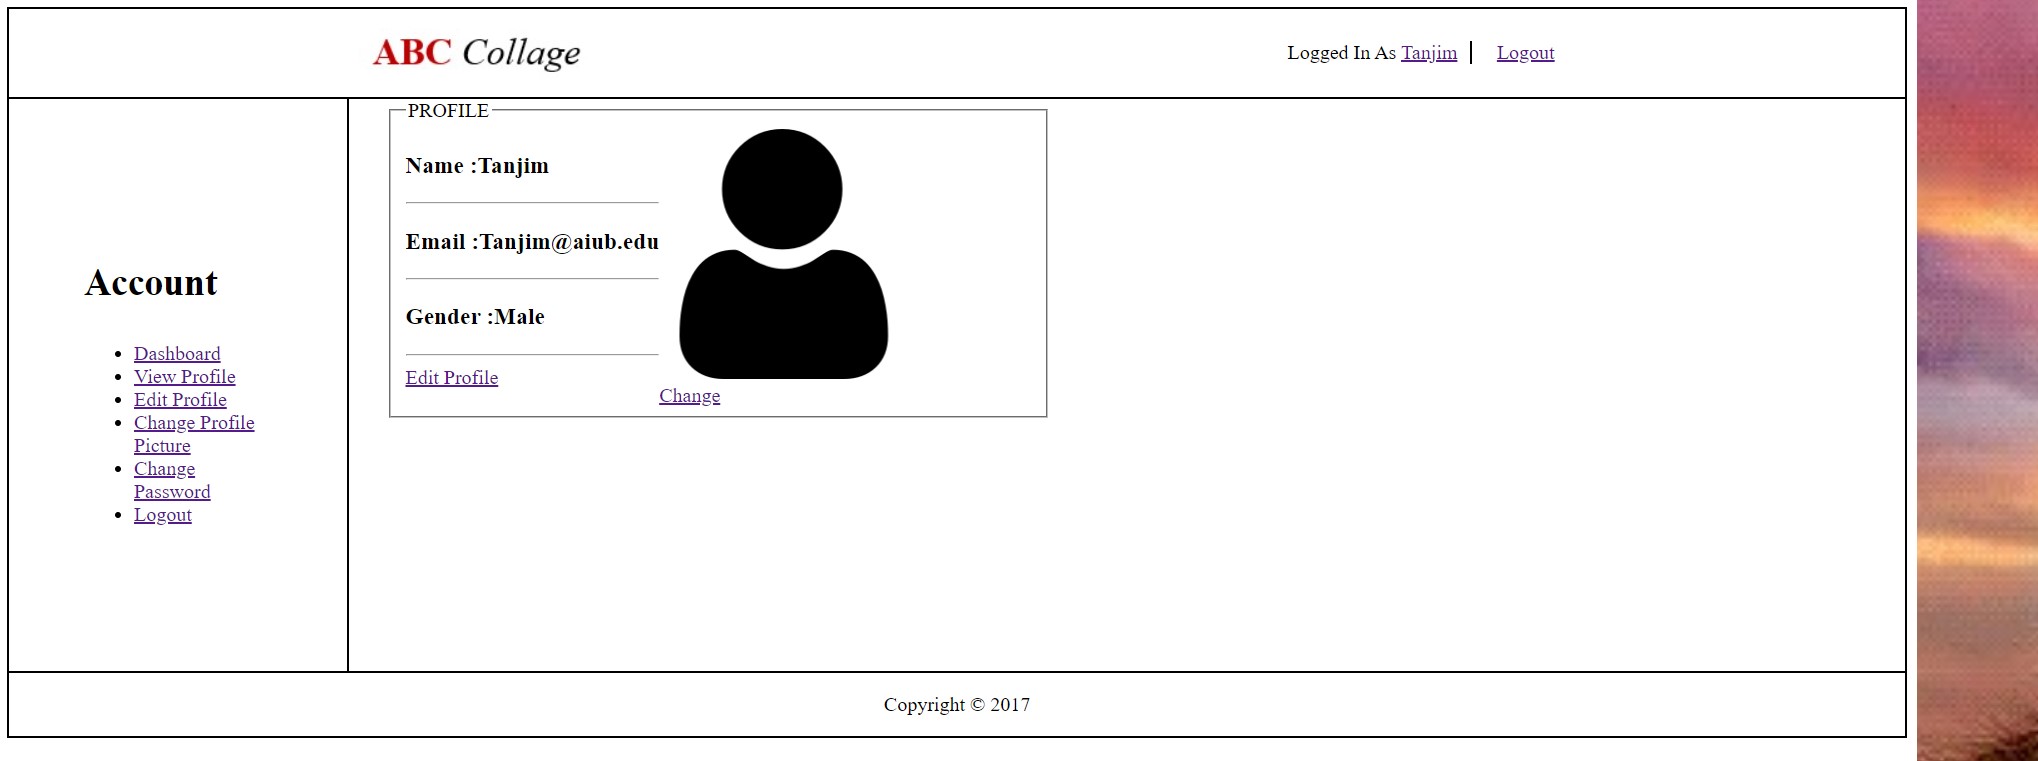 ABC Collage
Logged In As Tanjim | Logout
PROFILE
Name :Tanjim
Email :Tanjim@aiub.edu
Gender :Male
Edit Profile
Change
Account
Dashboard
View Profile
Edit Profile
Change Profile
Picture
Change
Password
Logout
Copyright © 2017